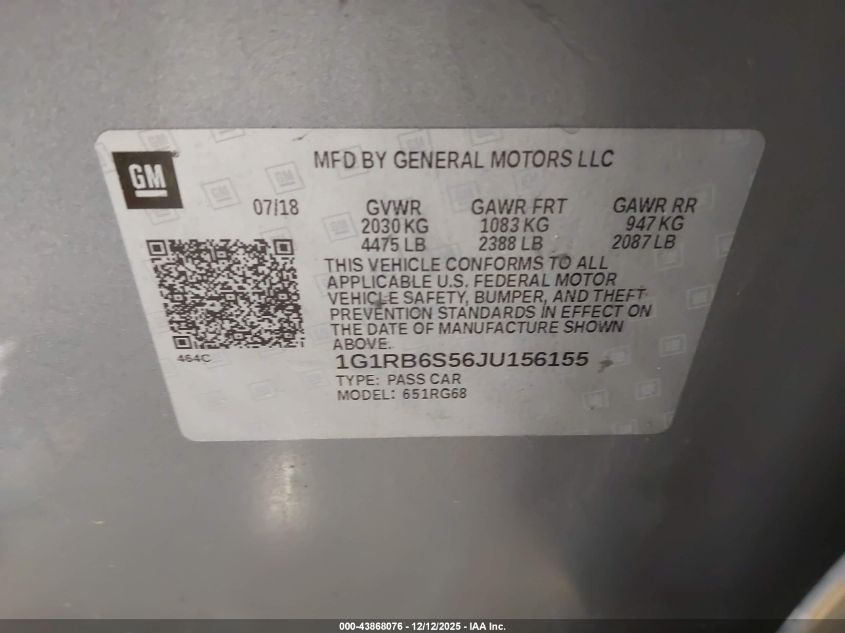 GM
MFD BY GENERAL MOTORS LLC
07/18 GVWR GAWR FRT GAWR RR
2030 KG 1083 KG 947 KG
4475 LB 2388 LB 2087 LB
THIS VEHICLE CONFORMS TO ALL
APPLICABLE U.S. FEDERAL MOTOR
VEHICLE SAFETY, BUMPER, AND THEFT
PREVENTION STANDARDS IN EFFECT ON
THE DATE OF MANUFACTURE SHOWN
ABOVE.
464C
1G1RB6S56JU156155
TYPE: PASS CAR
MODEL: 651RG68
000-43868076 - 12/12/2025 - IAA Inc.